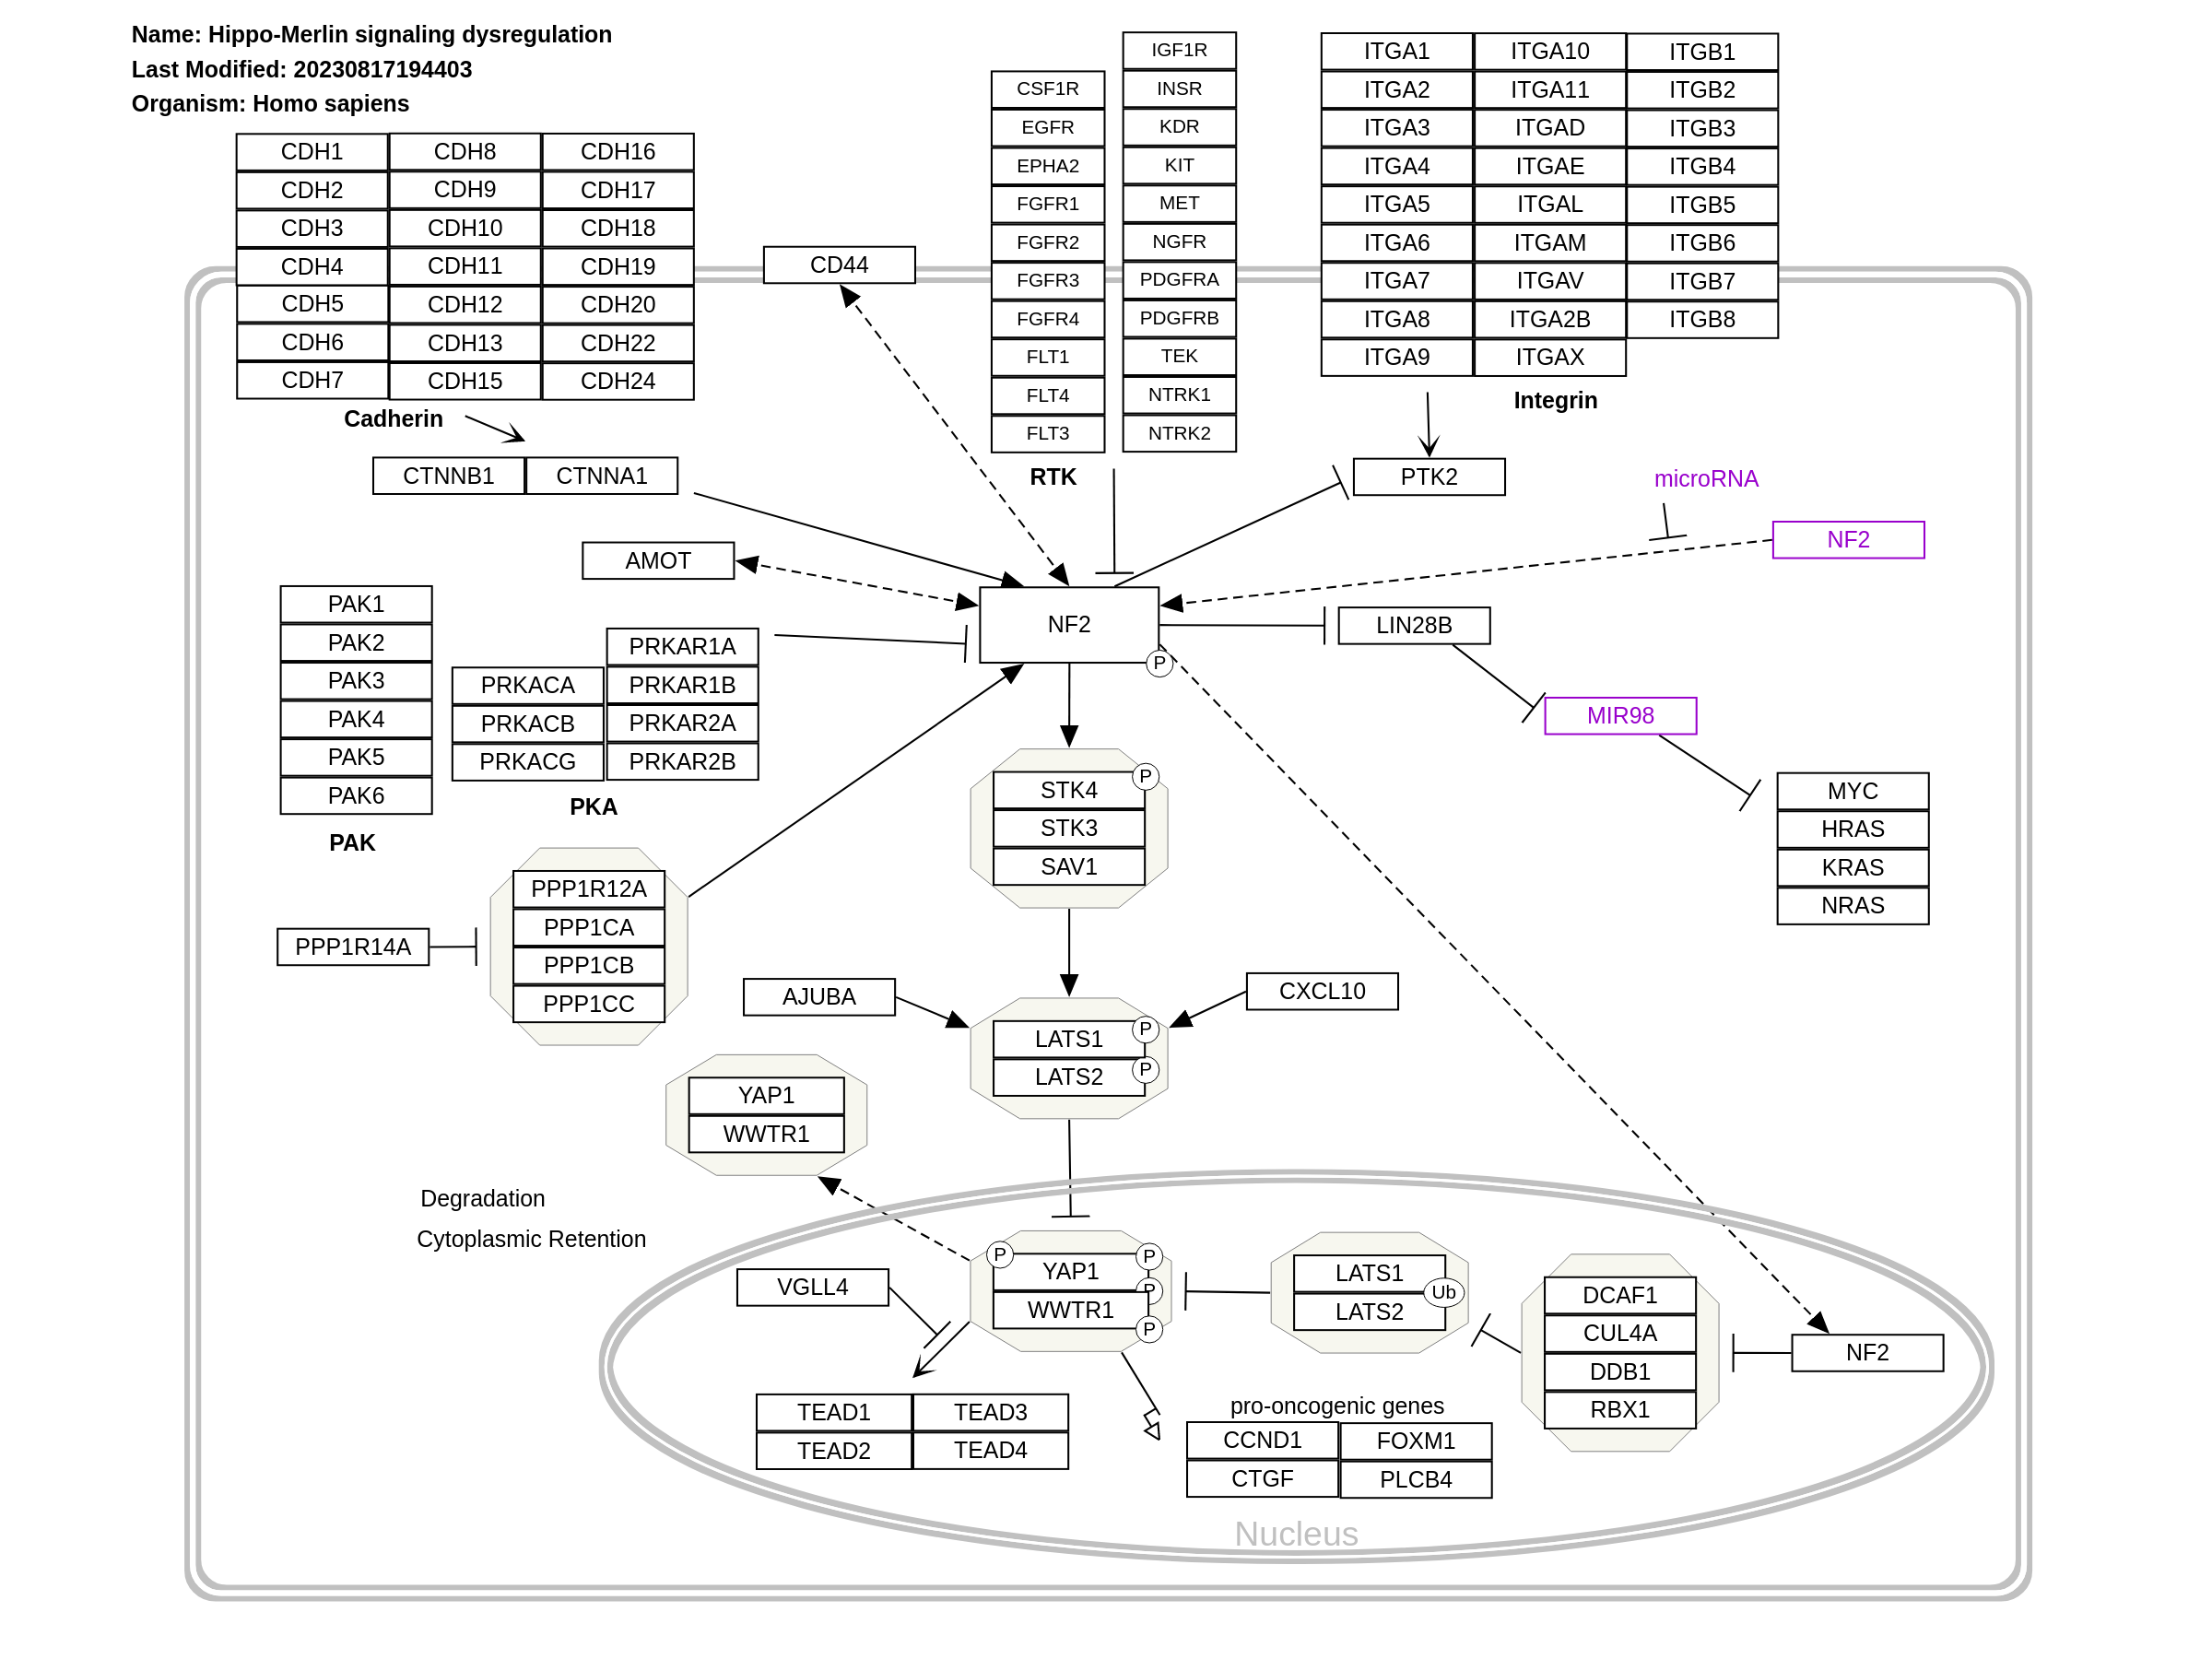 Name: Hippo-Merlin signaling dysregulation
Last Modified: 20230817194403
Organism: Homo sapiens
CDH1
CDH2
CDH3
CDH4
CDH5
CDH6
CDH7
CDH8
CDH9
CDH10
CDH11
CDH12
CDH13
CDH15
CDH16
CDH17
CDH18
CDH19
CDH20
CDH22
CDH24
Cadherin
CTNNB1
CTNNA1
CD44
CSF1R
EGFR
EPHA2
FGFR1
FGFR2
FGFR3
FGFR4
FLT1
FLT4
FLT3
IGF1R
INSR
KDR
KIT
MET
NGFR
PDGFRA
PDGFRB
TEK
NTRK1
NTRK2
RTK
ITGA1
ITGA2
ITGA3
ITGA4
ITGA5
ITGA6
ITGA7
ITGA8
ITGA9
ITGA10
ITGA11
ITGAD
ITGAE
ITGAL
ITGAM
ITGAV
ITGA2B
ITGAX
ITGB1
ITGB2
ITGB3
ITGB4
ITGB5
ITGB6
ITGB7
ITGB8
Integrin
PTK2
microRNA
NF2
AMOT
NF2
P
LIN28B
MIR98
MYC
HRAS
KRAS
NRAS
PAK1
PAK2
PAK3
PAK4
PAK5
PAK6
PAK
PRKACA
PRKACB
PRKACG
PRKAR1A
PRKAR1B
PRKAR2A
PRKAR2B
PKA
STK4
P
STK3
SAV1
PPP1R12A
PPP1CA
PPP1CB
PPP1CC
PPP1R14A
AJUBA
CXCL10
LATS1
P
LATS2
P
YAP1
WWTR1
Degradation
Cytoplasmic Retention
VGLL4
P
YAP1
P
P
WWTR1
P
LATS1
LATS2
Ub
DCAF1
CUL4A
DDB1
RBX1
NF2
TEAD1
TEAD2
TEAD3
TEAD4
pro-oncogenic genes
CCND1
CTGF
FOXM1
PLCB4
Nucleus